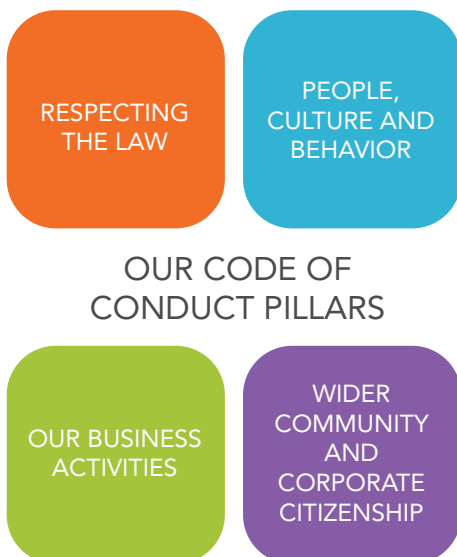 RESPECTING
THE LAW
PEOPLE,
CULTURE AND
BEHAVIOR
OUR CODE OF
CONDUCT PILLARS
OUR BUSINESS
ACTIVITIES
WIDER
COMMUNITY
AND
CORPORATE
CITIZENSHIP